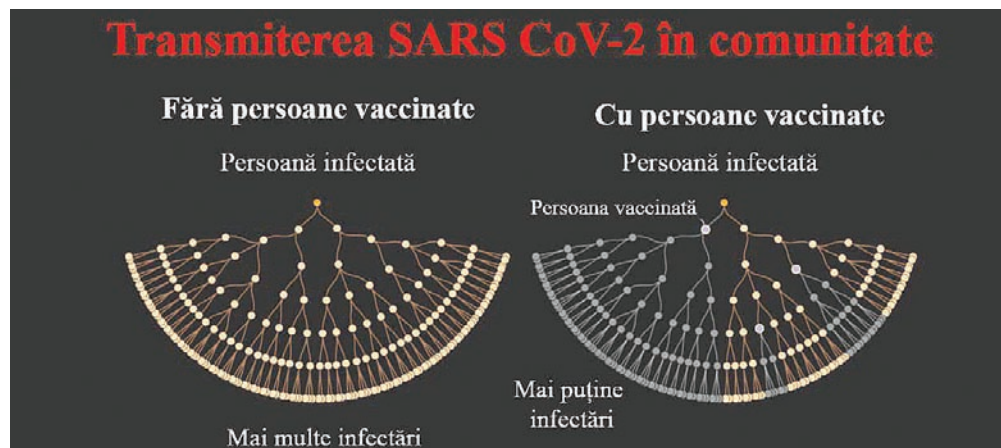 Transmiterea SARS CoV-2 în comunitate
Fără persoane vaccinate
Persoană infectată
Mai multe infectări
Cu persoane vaccinate
Persoană infectată
Persoana vaccinată
Mai puține
infectări